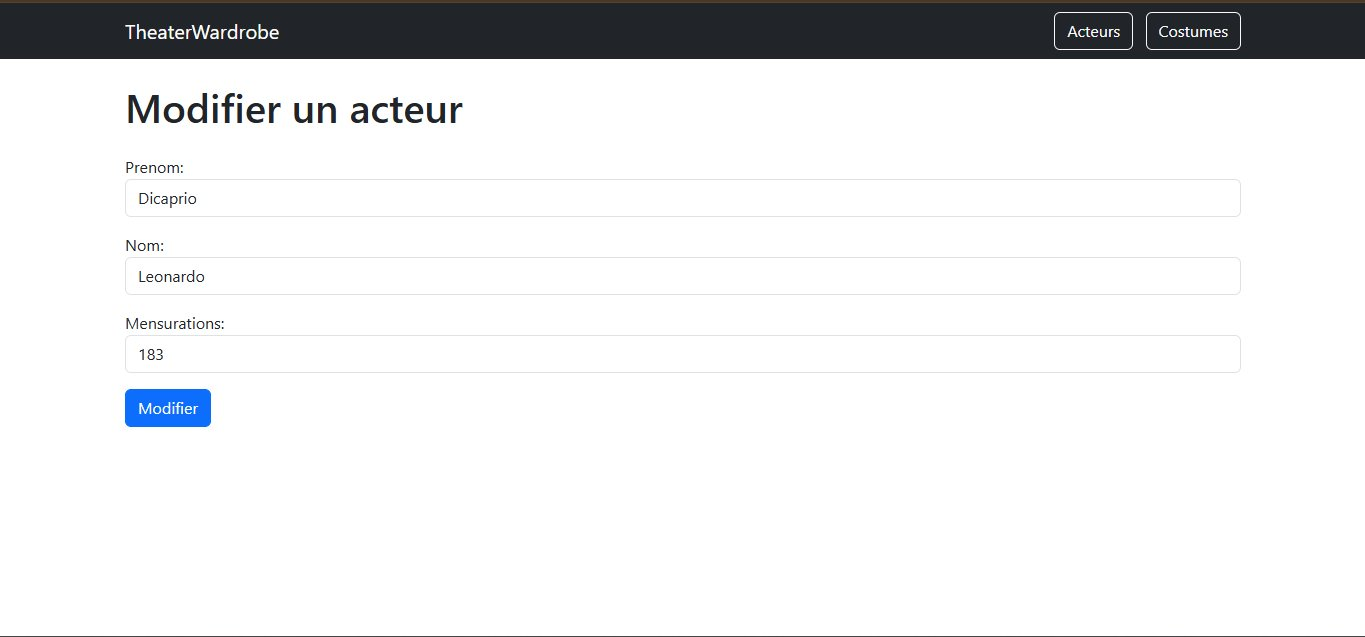 TheaterWardrobe
Acteurs
Costumes
Modifier un acteur
Prenom:
Dicaprio
Nom:
Leonardo
Mensurations:
183
Modifier